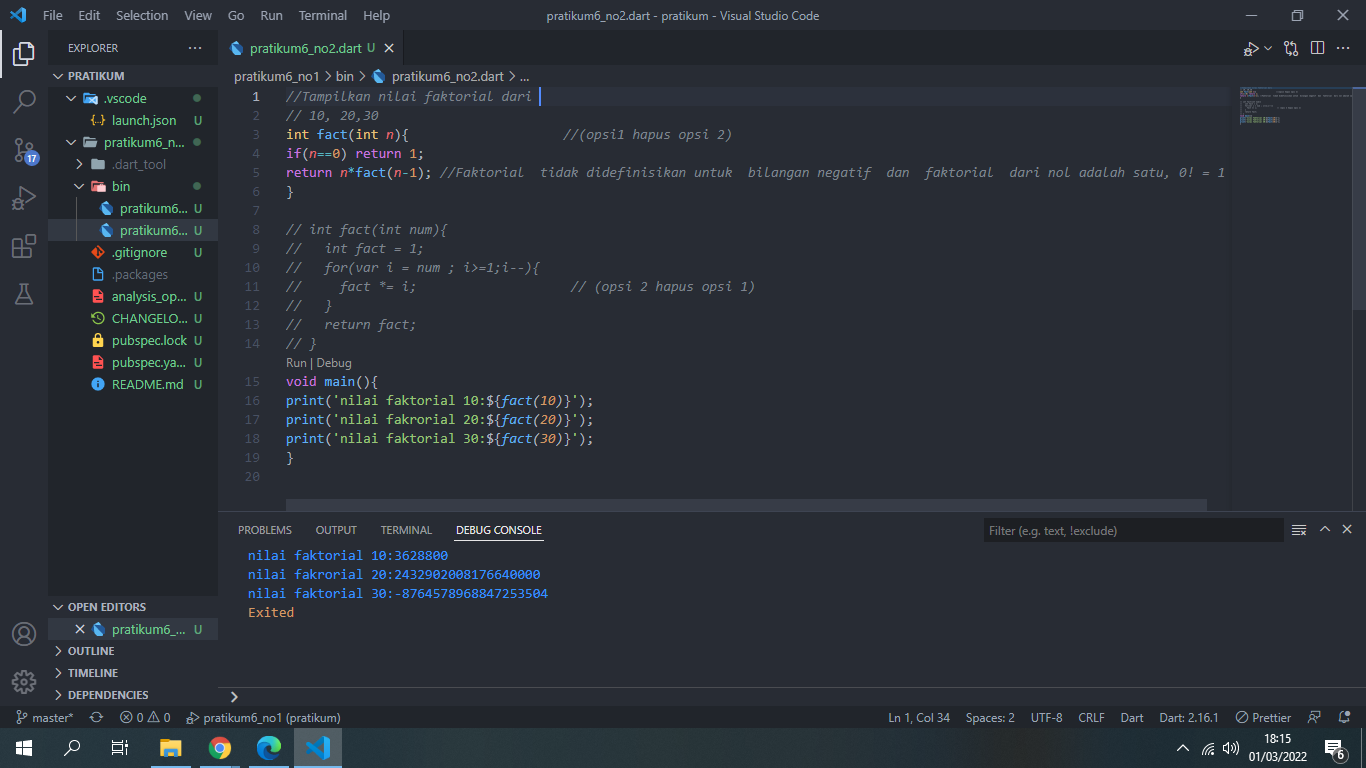 File Edit Selection View Go Run Terminal Help
pratikum6_no2.dart - pratikum - Visual Studio Code
EXPLORER
PRATIKUM
.vscode
launch.json U
pratikum6_n...
.dart_tool
bin
pratikum6... U
pratikum6... U
.gitignore U
.packages
analysis_op... U
CHANGELO... U
pubspec.lock U
pubspec.ya... U
README.md U
OPEN EDITORS
pratikum6_... U
OUTLINE
TIMELINE
DEPENDENCIES
17
pratikum6_no2.dart U
pratikum6_no1 > bin > pratikum6_no2.dart > ...
1 //Tampilkan nilai faktorial dari
2 // 10, 20,30
3 int fact(int n){ //(opsi1 hapus opsi 2)
4 if(n==0) return 1;
5 return n*fact(n-1); //Faktorial tidak didefinisikan untuk bilangan negatif dan faktorial dari nol adalah satu, 0! = 1
6 }
7
8 // int fact(int num){
9 // int fact = 1;
10 // for(var i = num ; i>=1;i--){
11 // fact *= i; // (opsi 2 hapus opsi 1)
12 // }
13 // return fact;
14 // }
Run | Debug
15 void main(){
16 print('nilai faktorial 10:${fact(10)}');
17 print('nilai fakrorial 20:${fact(20)}');
18 print('nilai faktorial 30:${fact(30)}');
19 }
20
PROBLEMS OUTPUT TERMINAL DEBUG CONSOLE
Filter (e.g. text, !exclude)
nilai faktorial 10:3628800
nilai fakrorial 20:2432902008176640000
nilai faktorial 30:-8764578968847253504
Exited
master* 0 0 pratikum6_no1 (pratikum)
Ln 1, Col 34 Spaces: 2 UTF-8 CRLF Dart Dart: 2.16.1 Prettier
18:15
01/03/2022
6